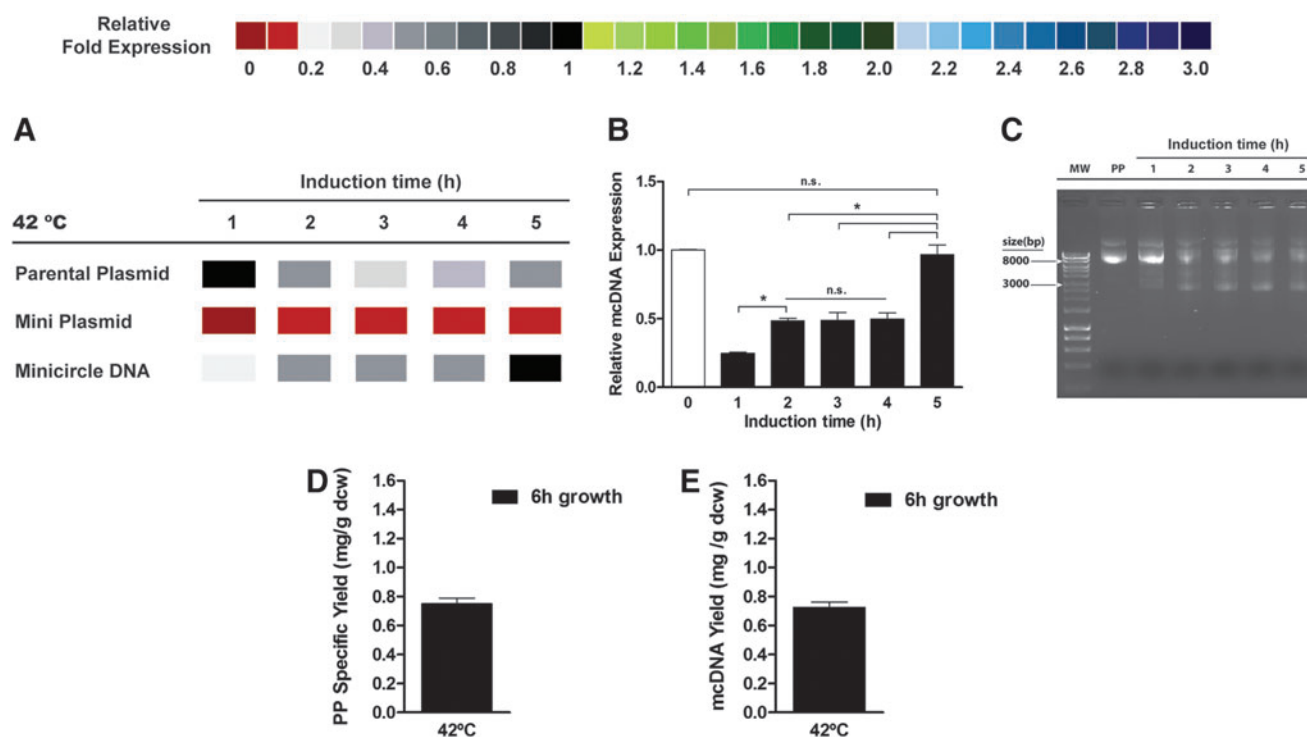 Relative
Fold Expression
0 0.2 0.4 0.6 0.8 1 1.2 1.4 1.6 1.8 2.0 2.2 2.4 2.6 2.8 3.0
A
Induction time (h)
42 ºC 1 2 3 4 5
Parental Plasmid
Mini Plasmid
Minicircle DNA
B
Relative mcDNA Expression
1.5
1.0
0.5
0.0
n.s.
*
* n.s.
0 1 2 3 4 5
Induction time (h)
C
Induction time (h)
MW PP 1 2 3 4 5
size(bp)
8000
3000
D
PP Specific Yield (mg/g dcw)
1.6
1.4
1.2
1.0
0.8
0.6
0.4
0.2
0.0
6h growth
42ºC
E
mcDNA Yield (mg /g dcw)
1.6
1.4
1.2
1.0
0.8
0.6
0.4
0.2
0.0
6h growth
42ºC